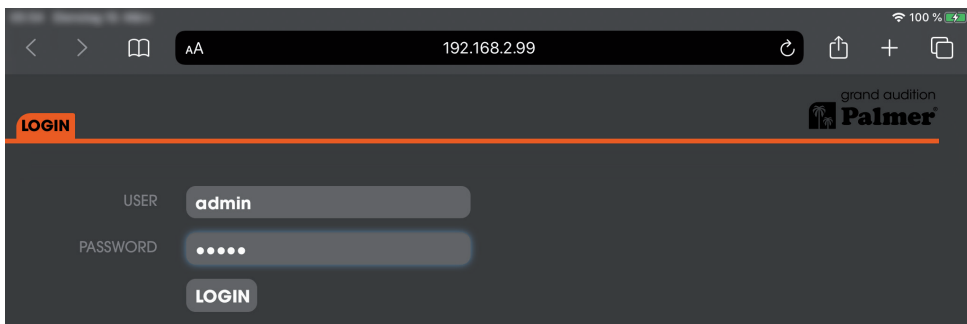 100 %
AA 192.168.2.99
grand audition
Palmer®
LOGIN
USER admin
PASSWORD •••••
LOGIN